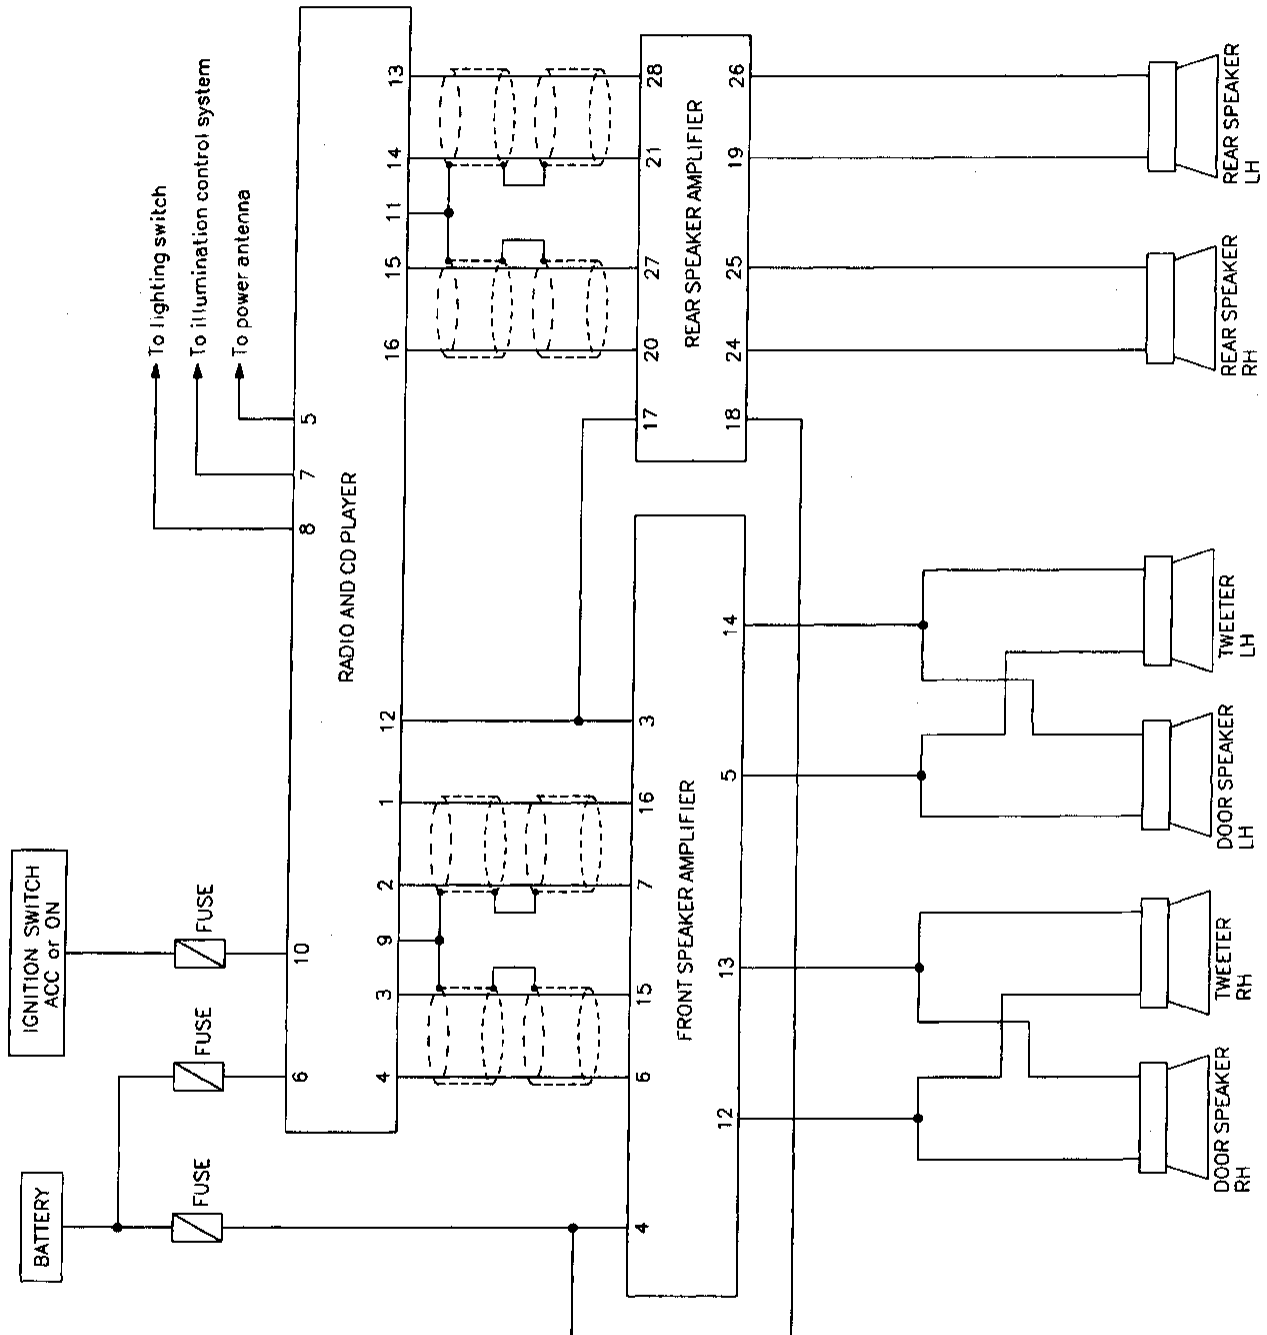 BATTERY
IGNITION SWITCH
ACC or ON
To lighting switch
FUSE
FUSE
FUSE
To illumination control system
To power antenna
6 10 8 7 5
RADIO AND CD PLAYER
4 3 9 2 1 12 16 15 11 14 13
4 6 15 7 16 3 17 20 27 21 28
FRONT SPEAKER AMPLIFIER
REAR SPEAKER AMPLIFIER
12 13 5 14 18 24 25 19 26
DOOR SPEAKER
RH
TWEETER
RH
DOOR SPEAKER
LH
TWEETER
LH
REAR SPEAKER
RH
REAR SPEAKER
LH